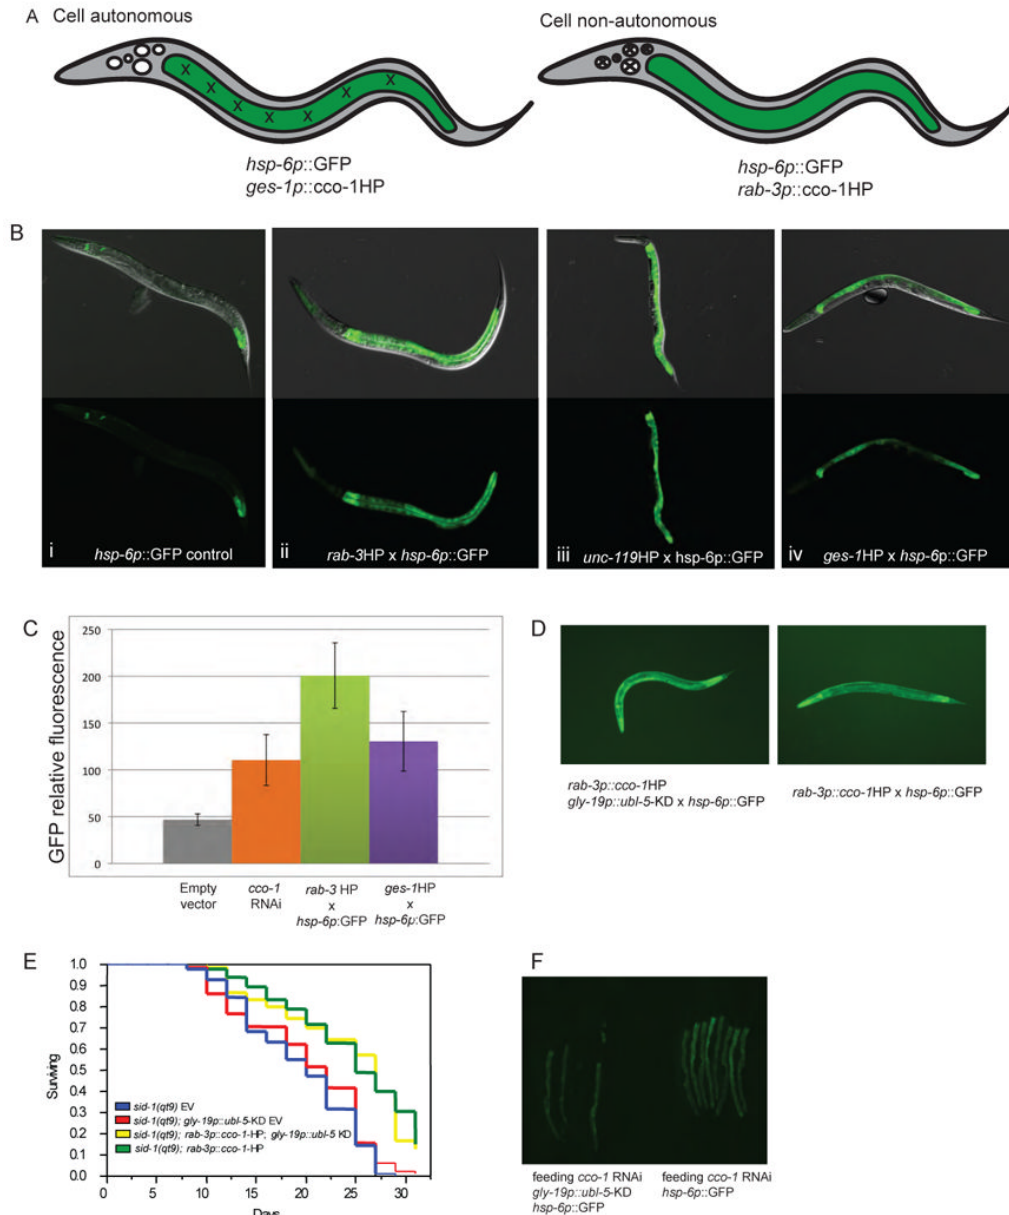 A Cell autonomous
Cell non-autonomous
hsp-6p::GFP
ges-1p::cco-1HP
hsp-6p::GFP
rab-3p::cco-1HP
B
i
hsp-6p::GFP control
ii
rab-3HP x hsp-6p::GFP
iii
unc-119HP x hsp-6p::GFP
iv
ges-1HP x hsp-6p::GFP
C
GFP relative fluorescence
250
200
150
100
50
0
Empty
vector
cco-1
RNAi
rab-3 HP
x
hsp-6p:GFP
ges-1HP
x
hsp-6p:GFP
D
rab-3p::cco-1HP
gly-19p::ubl-5-KD x hsp-6p::GFP
rab-3p::cco-1HP x hsp-6p::GFP
E
Surviving
1.0
0.9
0.8
0.7
0.6
0.5
0.4
0.3
0.2
0.1
0.0
sid-1(qt9) EV
sid-1(qt9); gly-19p::ubl-5-KD EV
sid-1(qt9); rab-3p::cco-1-HP; gly-19p::ubl-5 KD
sid-1(qt9); rab-3p::cco-1-HP
0 5 10 15 20 25 30
Days
F
feeding cco-1 RNAi
gly-19p::ubl-5-KD
hsp-6p::GFP
feeding cco-1 RNAi
hsp-6p::GFP